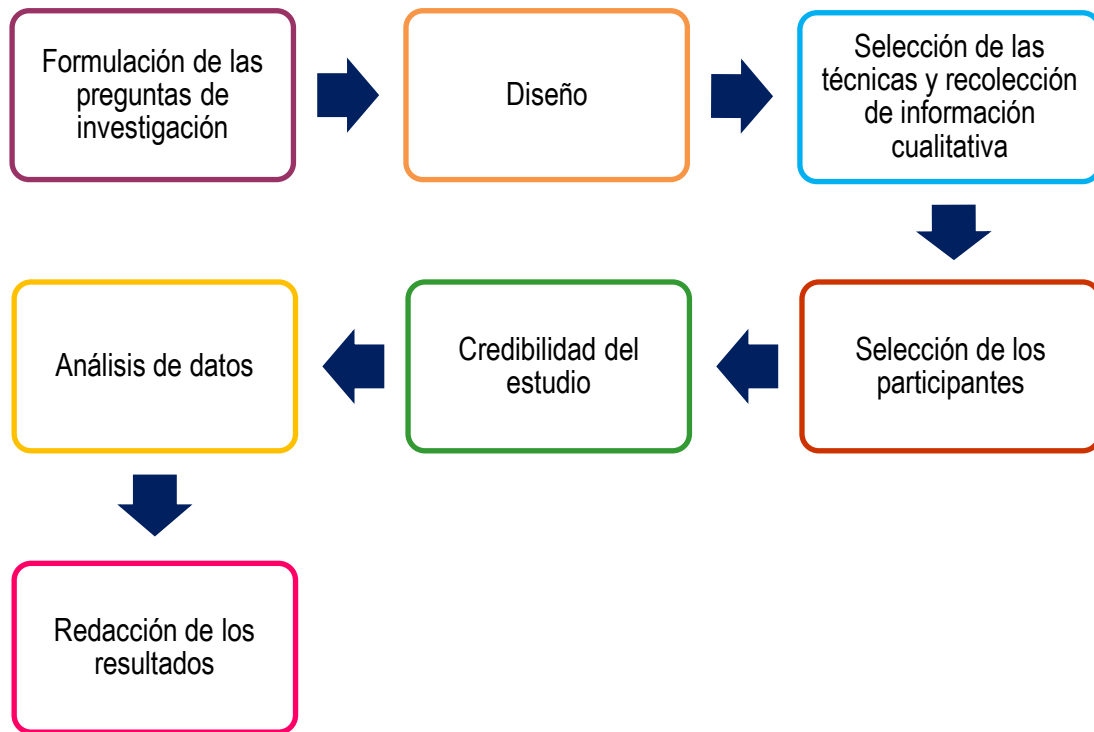 Formulación de las
preguntas de
investigación
Diseño
Selección de las
técnicas y recolección
de información
cualitativa
Selección de los
participantes
Credibilidad del
estudio
Análisis de datos
Redacción de los
resultados